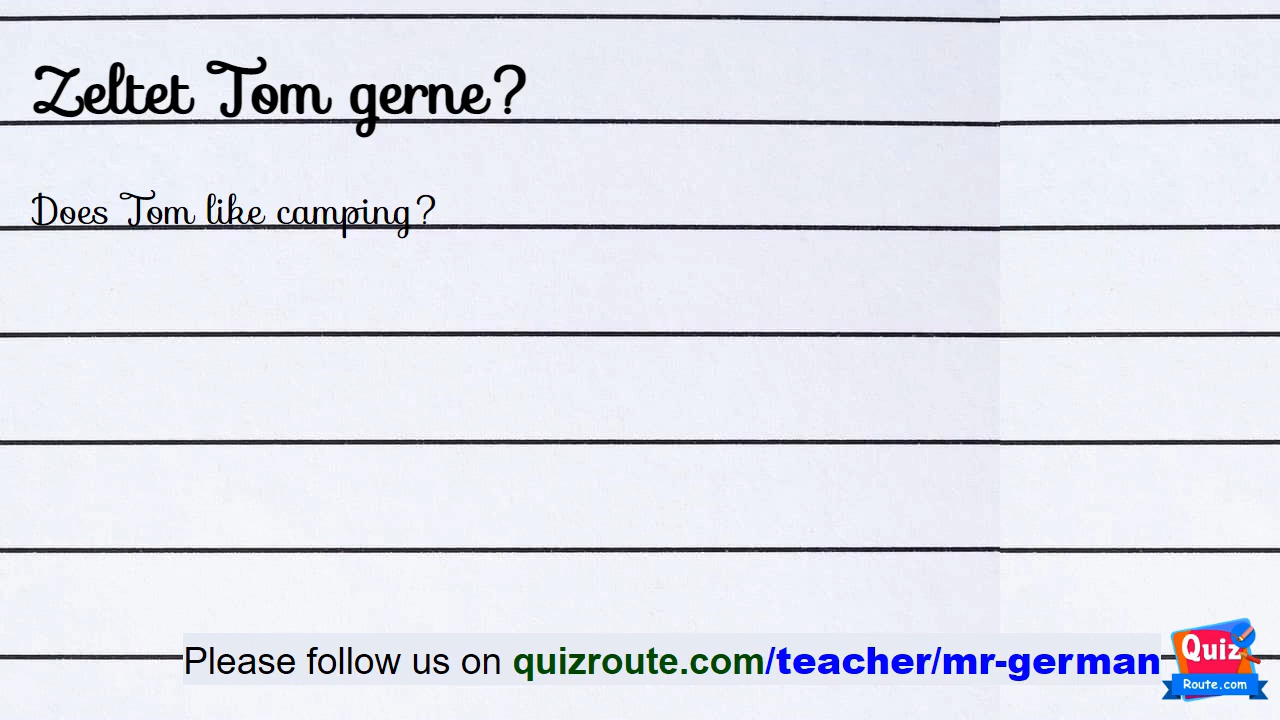 Zeltet Tom gerne?
Does Tom like camping?
Please follow us on quizroute.com/teacher/mr-german
Quiz
Route.com